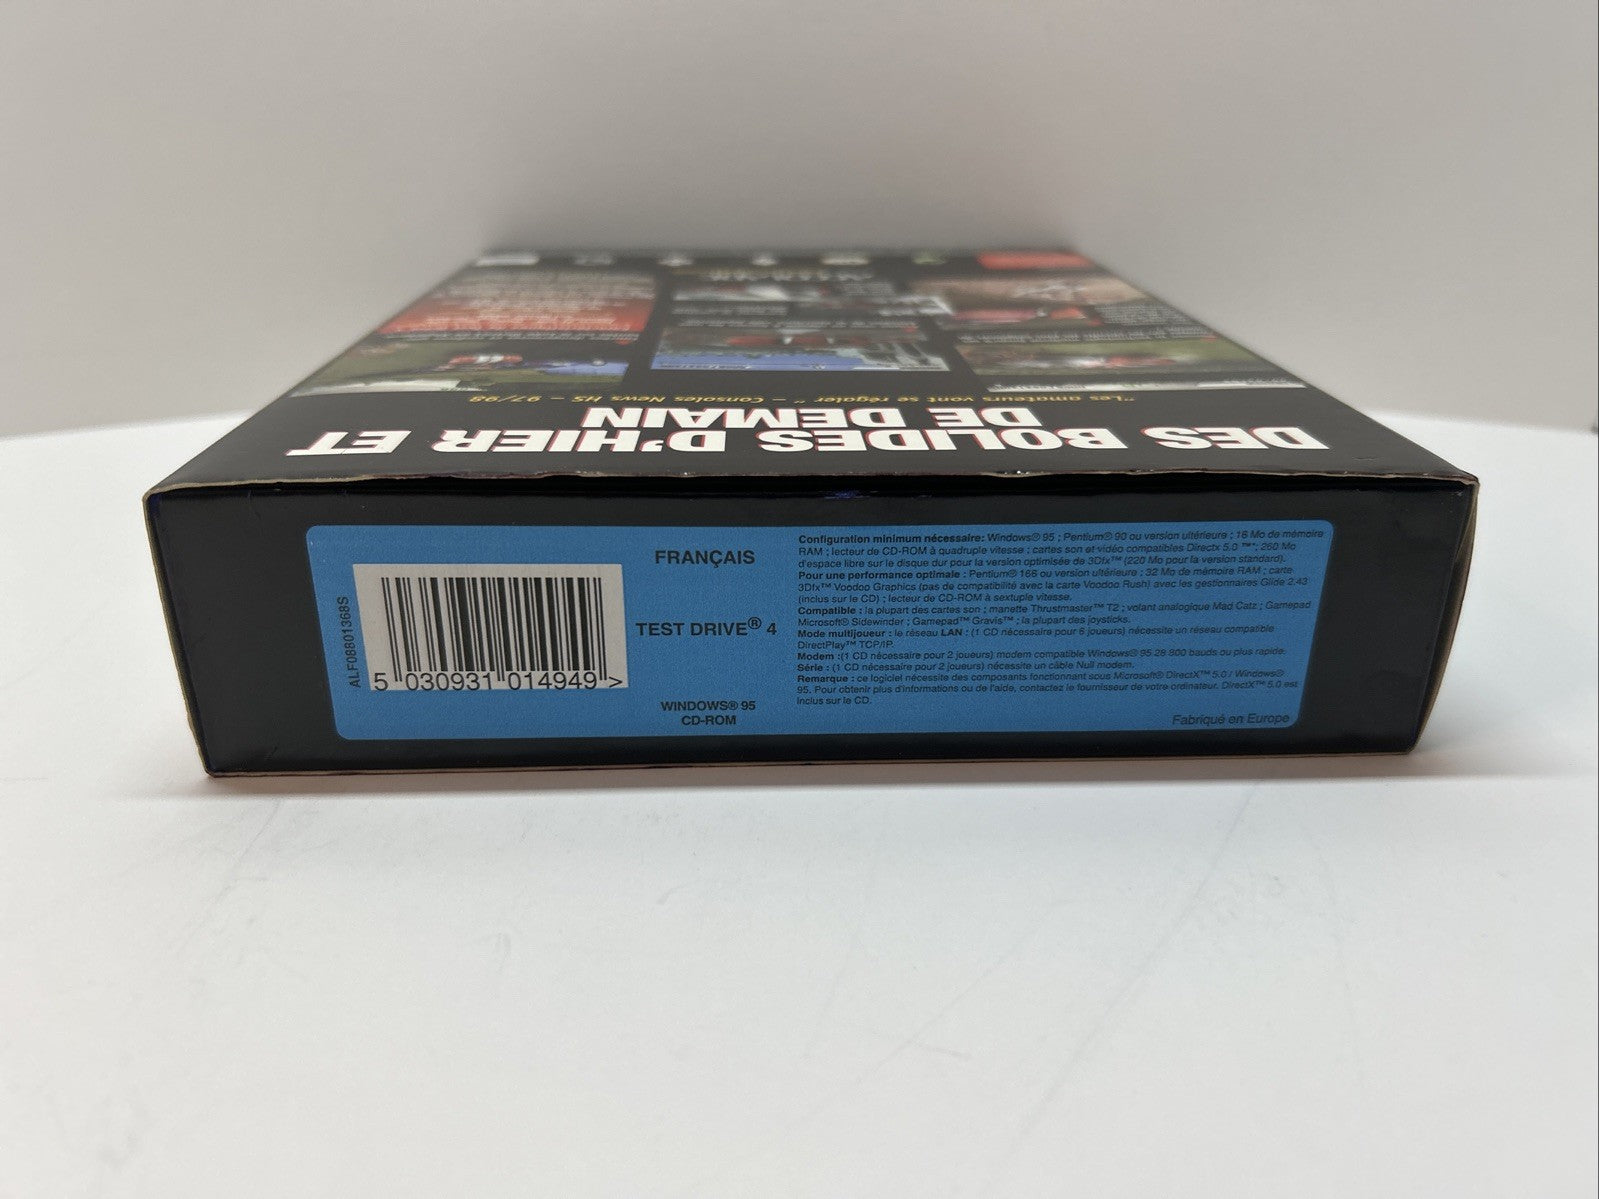 DES BOLIDES D'HIER ET
DE DEMAIN
"Les amateurs vont se régaler" – Consoles News HS – 97/98
ALF08801368S
5 030931 014949 >
FRANÇAIS
TEST DRIVE® 4
WINDOWS® 95
CD-ROM
Configuration minimum nécessaire: Windows® 95 ; Pentium® 90 ou version ultérieure ; 16 Mo de mémoire
RAM ; lecteur de CD-ROM à quadruple vitesse ; cartes son et vidéo compatibles Directx 5.0 ™ ; 260 Mo
d'espace libre sur le disque dur pour la version optimisée de 3Dfx™ (220 Mo pour la version standard).
Pour une performance optimale : Pentium® 166 ou version ultérieure ; 32 Mo de mémoire RAM ; carte
3Dfx™ Voodoo Graphics (pas de compatibilité avec la carte Voodoo Rush) avec les gestionnaires Glide 2.43
(inclus sur le CD) ; lecteur de CD-ROM à sextuple vitesse.
Compatible : la plupart des cartes son ; manette Thrustmaster™ T2 ; volant analogique Mad Catz ; Gamepad
Microsoft® Sidewinder ; Gamepad™ Gravis™ ; la plupart des joysticks.
Mode multijoueur : le réseau LAN : (1 CD nécessaire pour 6 joueurs) nécessite un réseau compatible
DirectPlay™ TCP/IP.
Modem :(1 CD nécessaire pour 2 joueurs) modem compatible Windows® 95 28 800 bauds ou plus rapide.
Série : (1 CD nécessaire pour 2 joueurs) nécessite un câble Null modem.
Remarque : ce logiciel nécessite des composants fonctionnant sous Microsoft® DirectX™ 5.0 / Windows®
95. Pour obtenir plus d'informations ou de l'aide, contactez le fournisseur de votre ordinateur. DirectX™ 5.0 est
inclus sur le CD.
Fabriqué en Europe